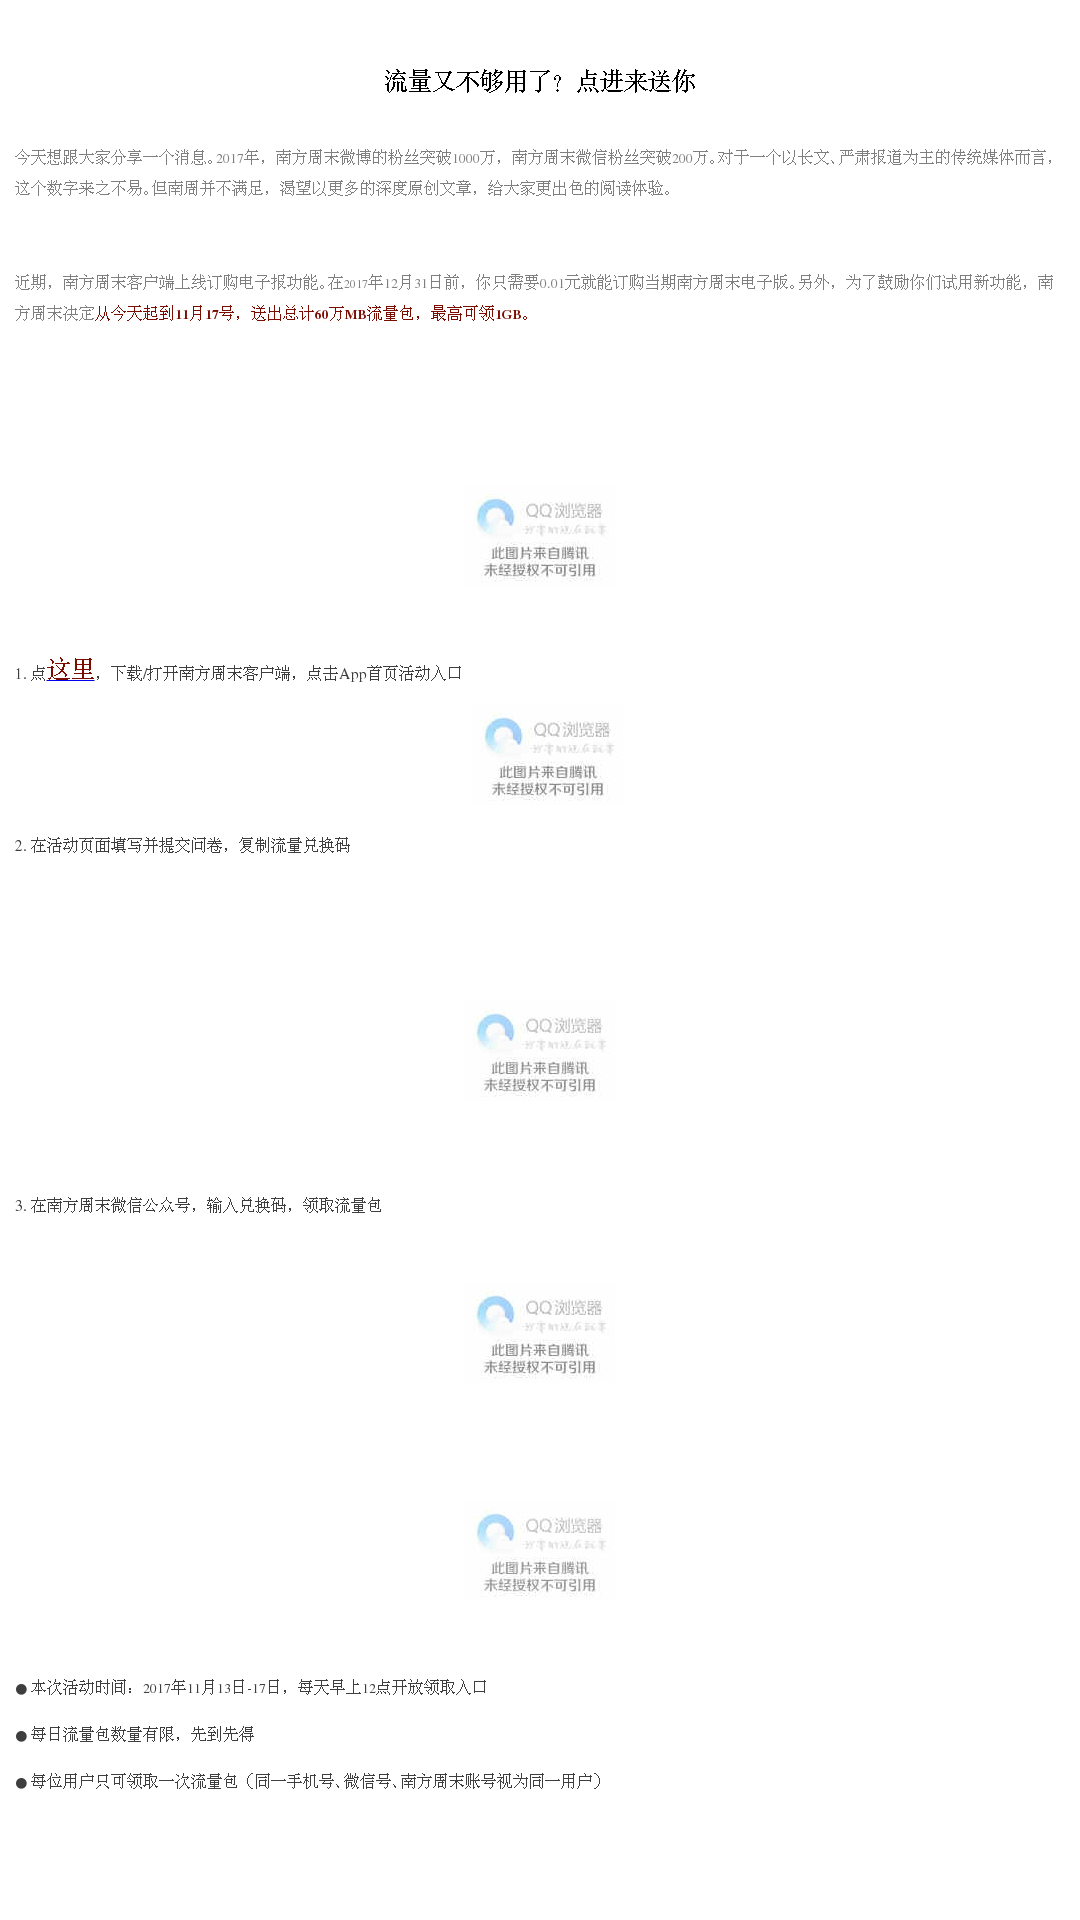 流量又不够用了？点进来送你
今天想跟大家分享一个消息。2017年，南方周末微博的粉丝突破1000万，南方周末微信粉丝突破200万。对于一个以长文、严肃报道为主的传统媒体而言，
这个数字来之不易。但南周并不满足，渴望以更多的深度原创文章，给大家更出色的阅读体验。
近期，南方周末客户端上线订购电子报功能。在2017年12月31日前，你只需要0.01元就能订购当期南方周末电子版。另外，为了鼓励你们试用新功能，南
方周末决定从今天起到11月17号，送出总计60万MB流量包，最高可领1GB。
QQ浏览器
此图片来自腾讯
未经授权不可引用
1. 点这里，下载/打开南方周末客户端，点击App首页活动入口
QQ浏览器
此图片来自腾讯
未经授权不可引用
2. 在活动页面填写并提交问卷，复制流量兑换码
QQ浏览器
此图片来自腾讯
未经授权不可引用
3. 在南方周末微信公众号，输入兑换码，领取流量包
QQ浏览器
此图片来自腾讯
未经授权不可引用
QQ浏览器
此图片来自腾讯
未经授权不可引用
● 本次活动时间：2017年11月13日-17日，每天早上12点开放领取入口
● 每日流量包数量有限，先到先得
● 每位用户只可领取一次流量包（同一手机号、微信号、南方周末账号视为同一用户）